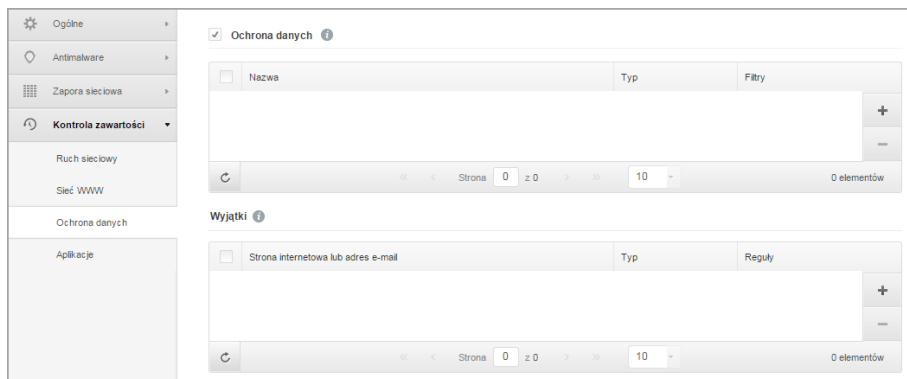 Ogólne
Antimalware
Zapora sieciowa
Kontrola zawartości
Ruch sieciowy
Sieć WWW
Ochrona danych
Aplikacje
Ochrona danych
Nazwa Typ Filtry
Strona 0 z 0 10 0 elementów
Wyjątki
Strona internetowa lub adres e-mail Typ Reguły
Strona 0 z 0 10 0 elementów